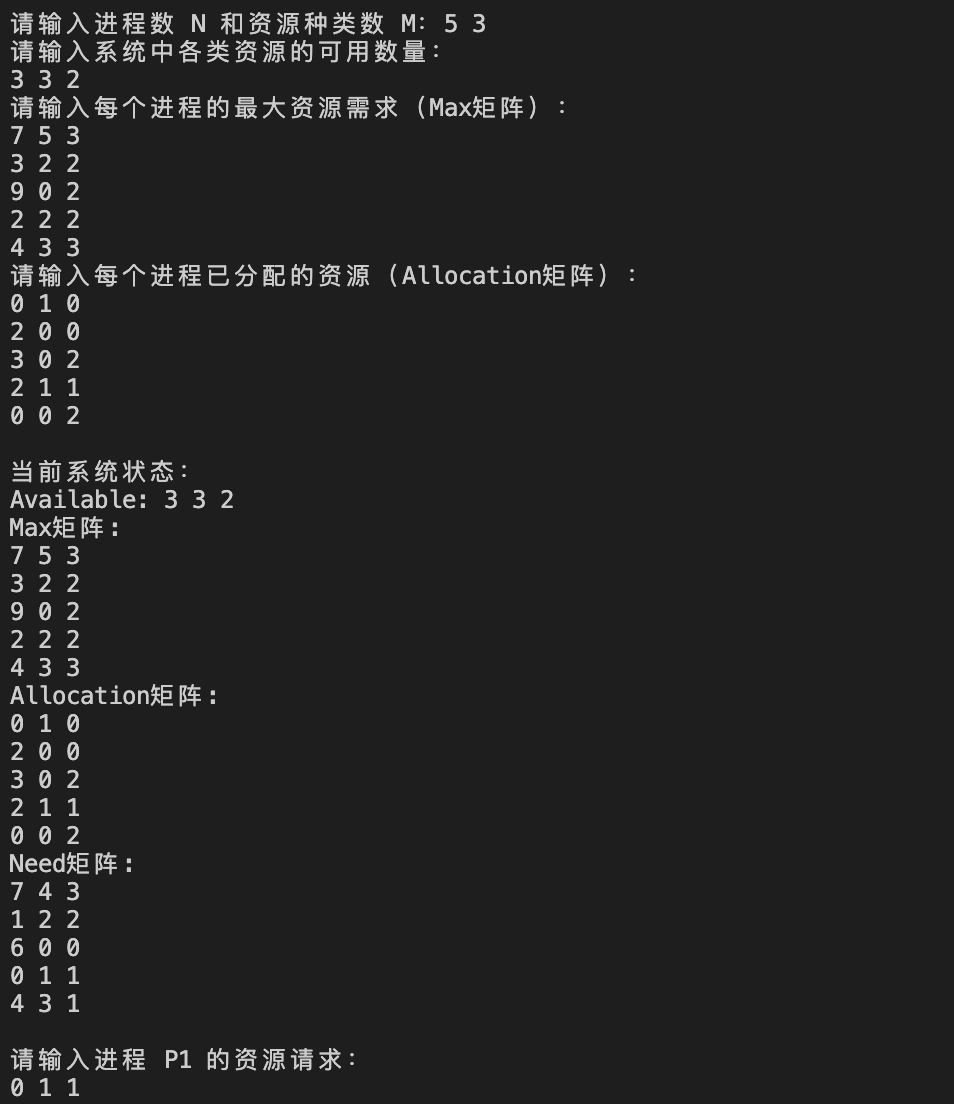 请输入进程数 N 和资源种类数 M: 5 3
请输入系统中各类资源的可用数量:
3 3 2
请输入每个进程的最大资源需求（Max矩阵）:
7 5 3
3 2 2
9 0 2
2 2 2
4 3 3
请输入每个进程已分配的资源（Allocation矩阵）:
0 1 0
2 0 0
3 0 2
2 1 1
0 0 2
当前系统状态:
Available: 3 3 2
Max矩阵:
7 5 3
3 2 2
9 0 2
2 2 2
4 3 3
Allocation矩阵:
0 1 0
2 0 0
3 0 2
2 1 1
0 0 2
Need矩阵:
7 4 3
1 2 2
6 0 0
0 1 1
4 3 1
请输入进程 P1 的资源请求:
0 1 1